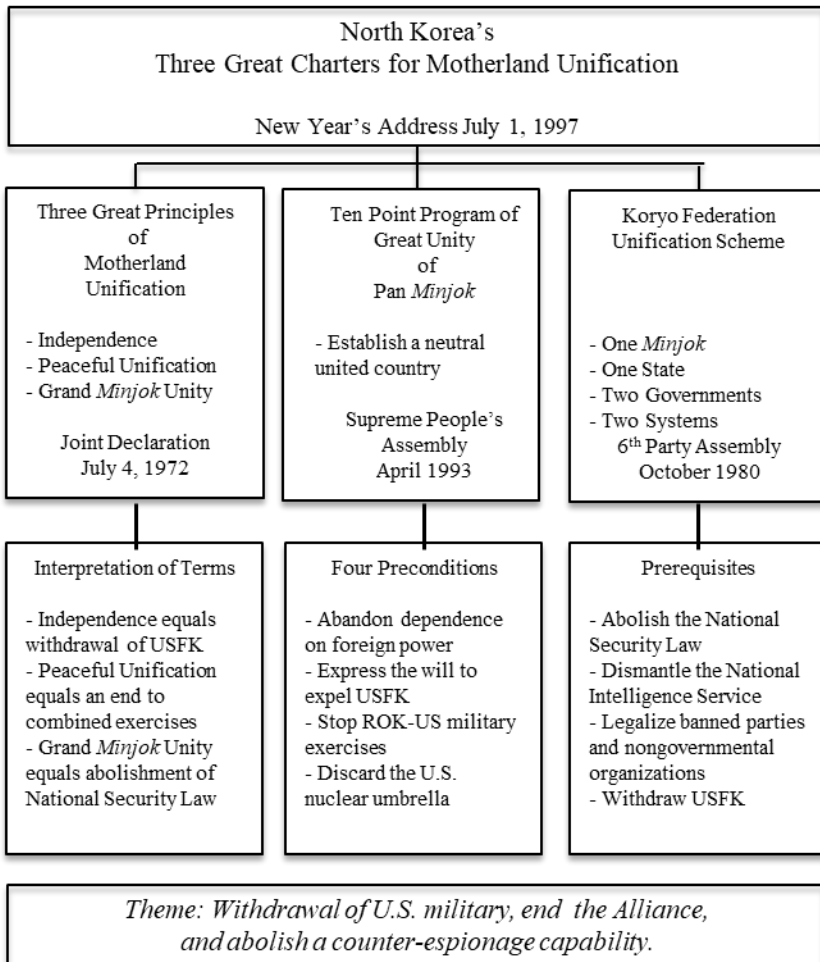 North Korea's
Three Great Charters for Motherland Unification
New Year's Address July 1, 1997
Three Great Principles
of
Motherland
Unification
- Independence
- Peaceful Unification
- Grand Minjok Unity
Joint Declaration
July 4, 1972
Ten Point Program of
Great Unity
of
Pan Minjok
- Establish a neutral
united country
Supreme People's
Assembly
April 1993
Koryo Federation
Unification Scheme
- One Minjok
- One State
- Two Governments
- Two Systems
6th Party Assembly
October 1980
Interpretation of Terms
- Independence equals
withdrawal of USFK
- Peaceful Unification
equals an end to
combined exercises
- Grand Minjok Unity
equals abolishment of
National Security Law
Four Preconditions
- Abandon dependence
on foreign power
- Express the will to
expel USFK
- Stop ROK-US military
exercises
- Discard the U.S.
nuclear umbrella
Prerequisites
- Abolish the National
Security Law
- Dismantle the National
Intelligence Service
- Legalize banned parties
and nongovernmental
organizations
- Withdraw USFK
Theme: Withdrawal of U.S. military, end the Alliance,
and abolish a counter-espionage capability.